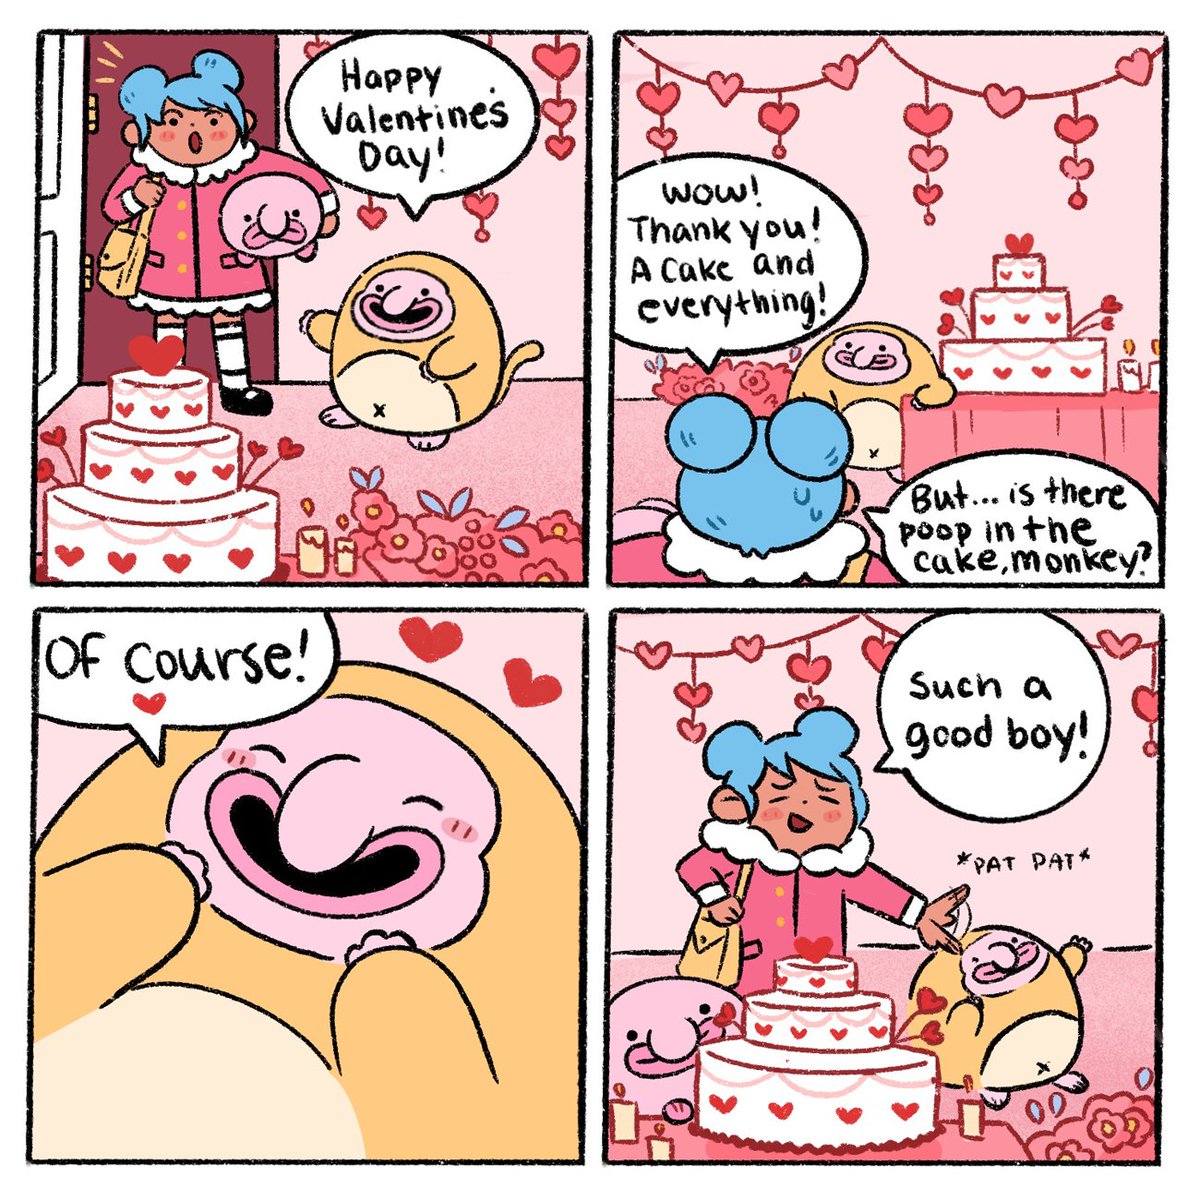 Happy
Valentine's
Day!
Wow!
Thank you!
A cake and
everything!
But... is there
poop in the
cake, monkey?
Of course!
Such a
good boy!
*PAT PAT*